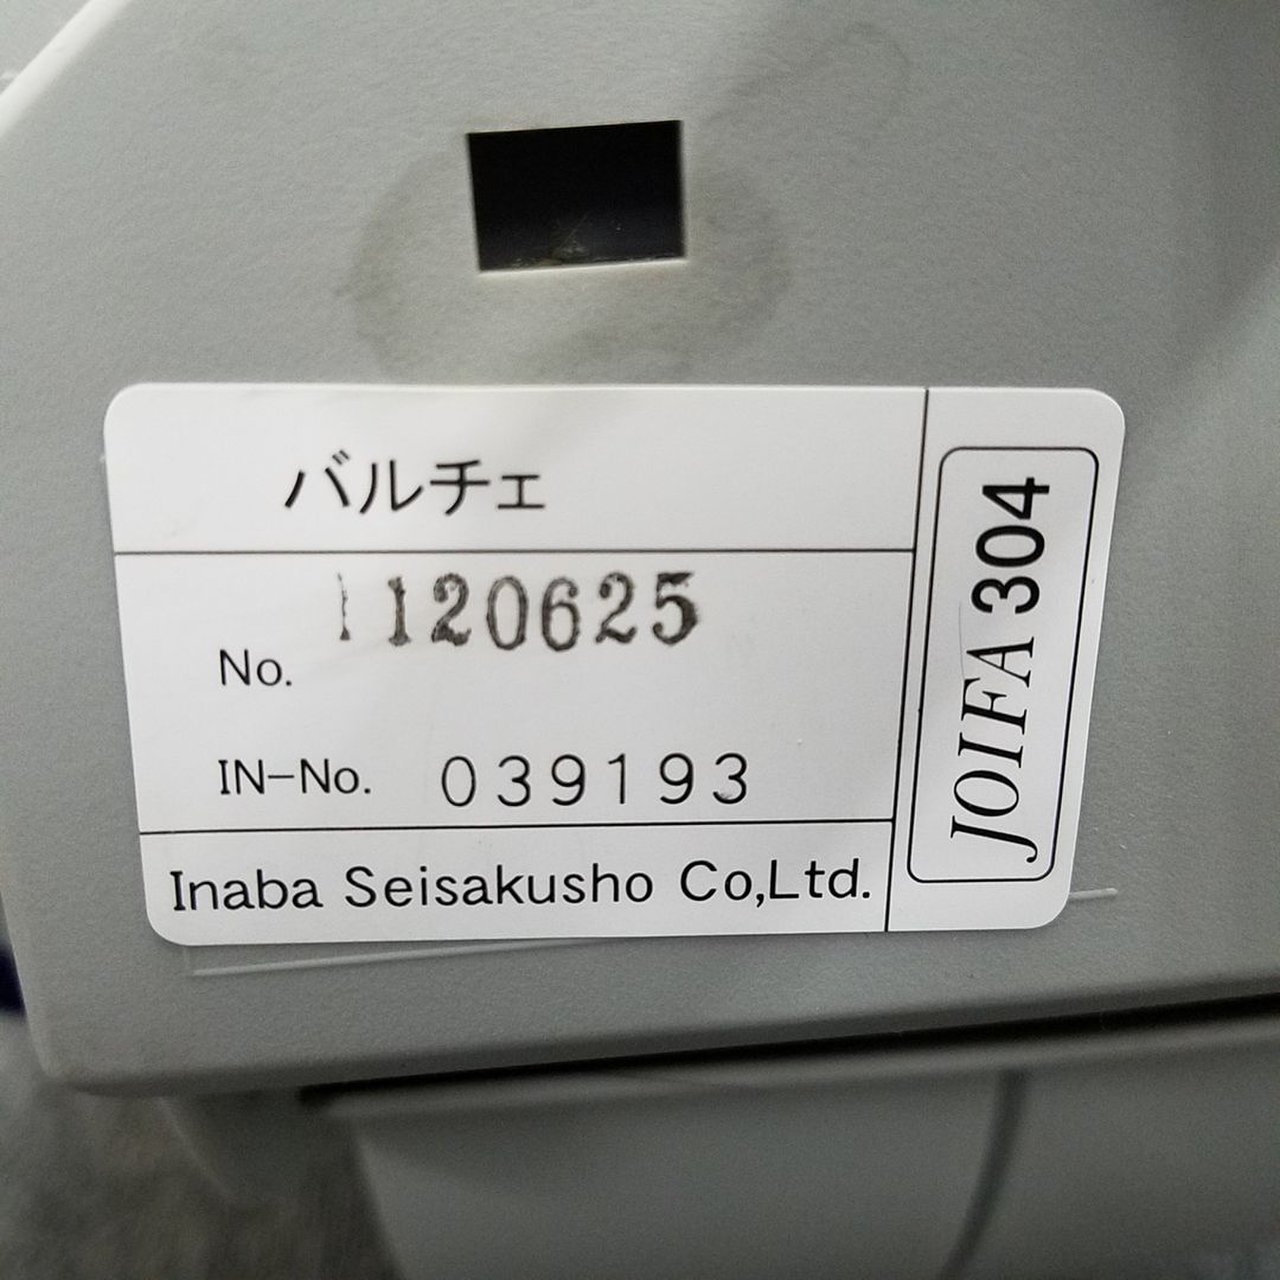 バルチェ
No. 1120625
IN-No. 039193
Inaba Seisakusho Co,Ltd.
JOIFA 304